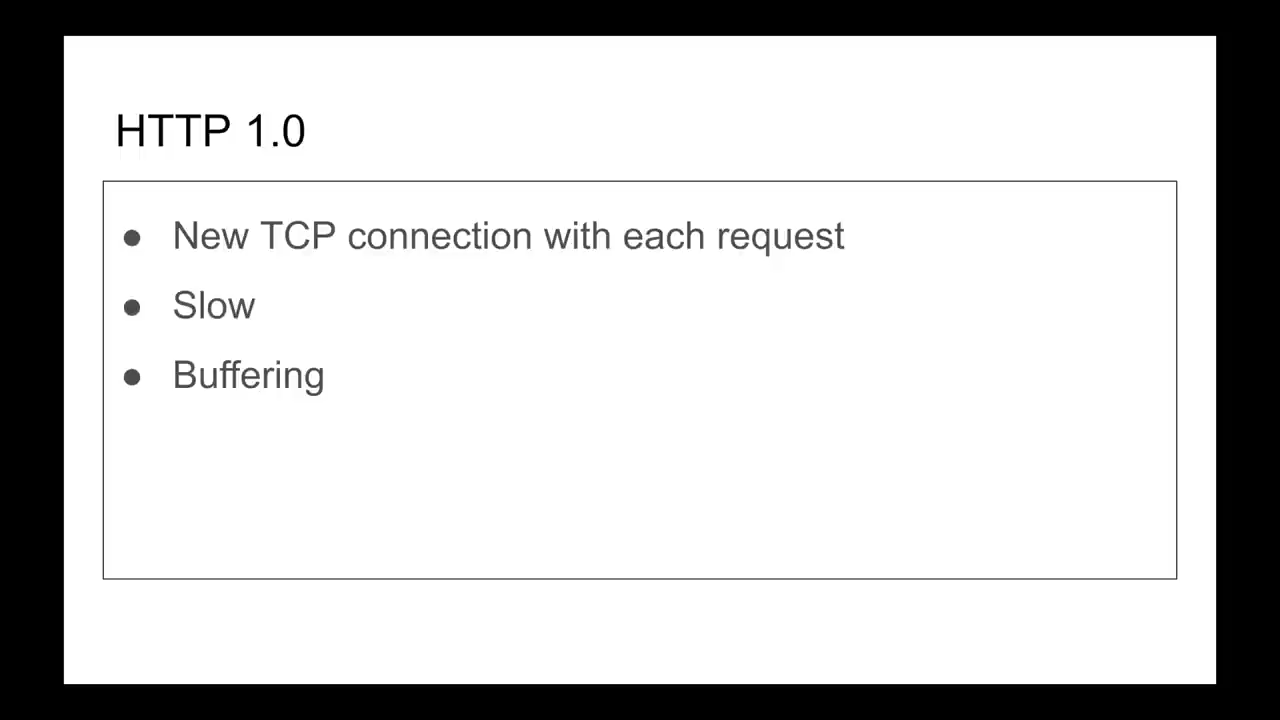 HTTP 1.0
● New TCP connection with each request
● Slow
● Buffering